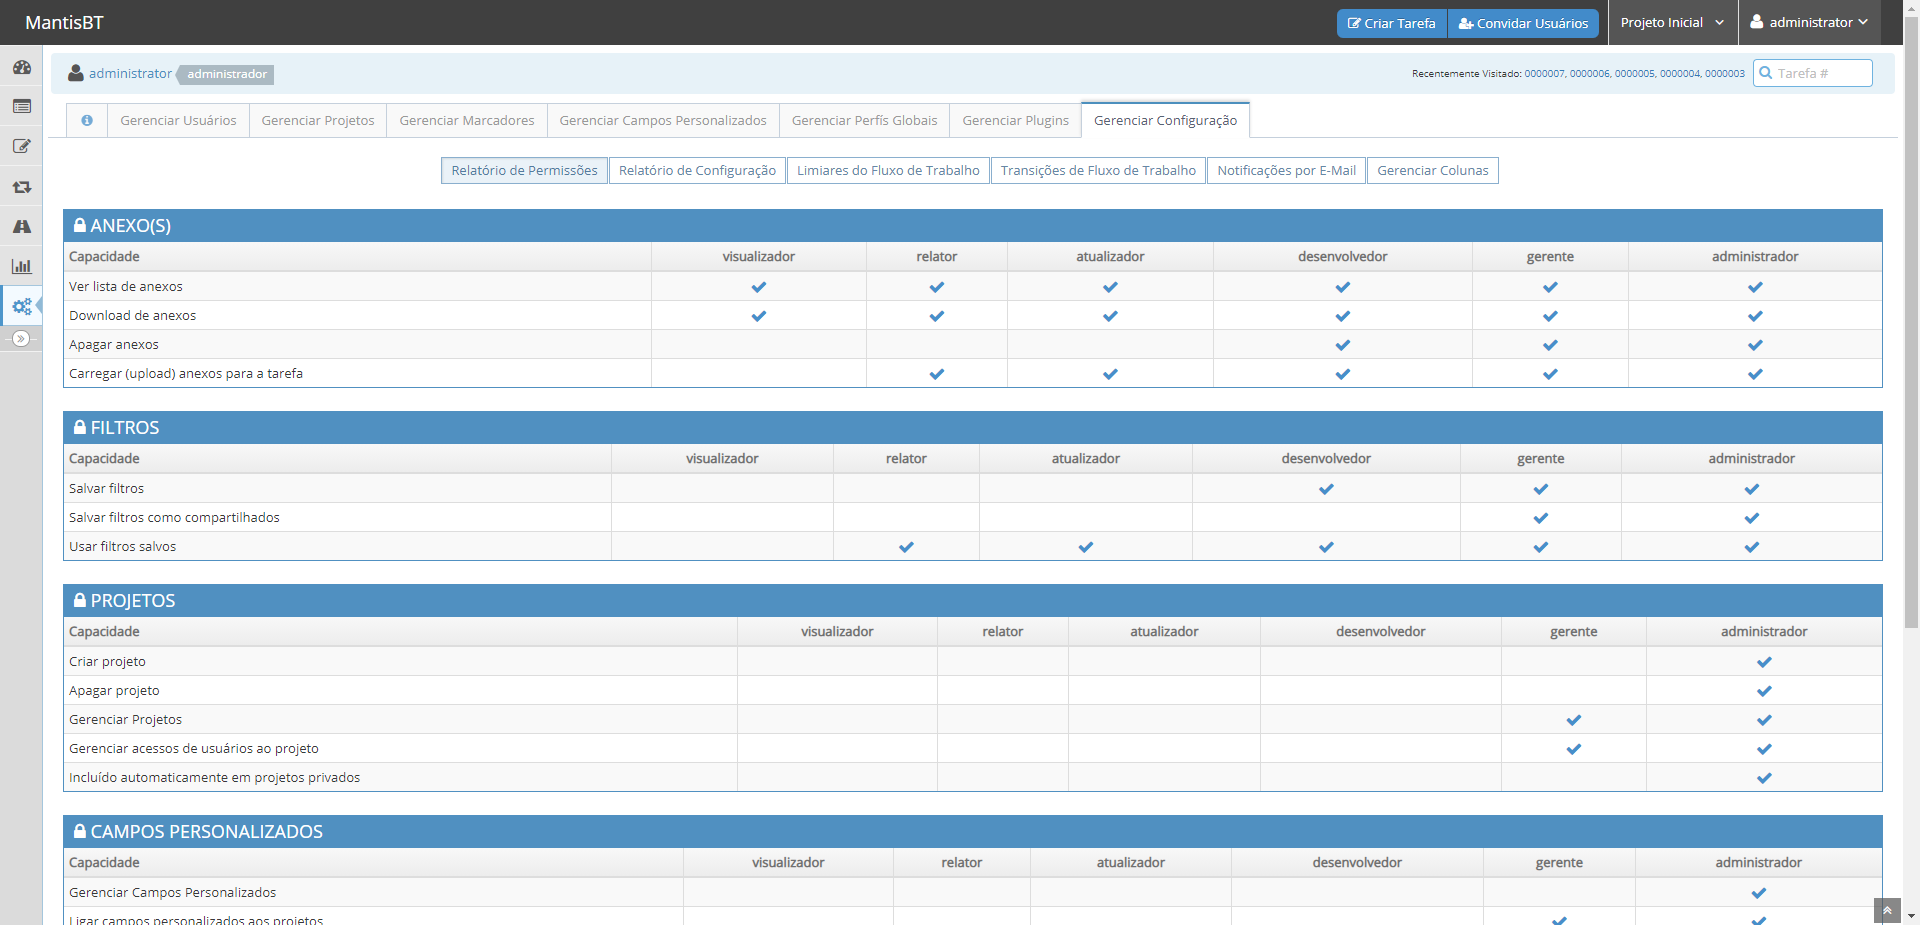 MantisBT
Criar Tarefa
Convidar Usuários
Projeto Inicial
administrator
administrator administrador
Recentemente Visitado: 0000007, 0000006, 0000005, 0000004, 0000003
Tarefa #
Gerenciar Usuários
Gerenciar Projetos
Gerenciar Marcadores
Gerenciar Campos Personalizados
Gerenciar Perfís Globais
Gerenciar Plugins
Gerenciar Configuração
Relatório de Permissões
Relatório de Configuração
Limiares do Fluxo de Trabalho
Transições de Fluxo de Trabalho
Notificações por E-Mail
Gerenciar Colunas
ANEXO(S)
Capacidade visualizador relator atualizador desenvolvedor gerente administrador
Ver lista de anexos
Download de anexos
Apagar anexos
Carregar (upload) anexos para a tarefa
FILTROS
Capacidade visualizador relator atualizador desenvolvedor gerente administrador
Salvar filtros
Salvar filtros como compartilhados
Usar filtros salvos
PROJETOS
Capacidade visualizador relator atualizador desenvolvedor gerente administrador
Criar projeto
Apagar projeto
Gerenciar Projetos
Gerenciar acessos de usuários ao projeto
Incluído automaticamente em projetos privados
CAMPOS PERSONALIZADOS
Capacidade visualizador relator atualizador desenvolvedor gerente administrador
Gerenciar Campos Personalizados
Ligar campos personalizados aos projetos